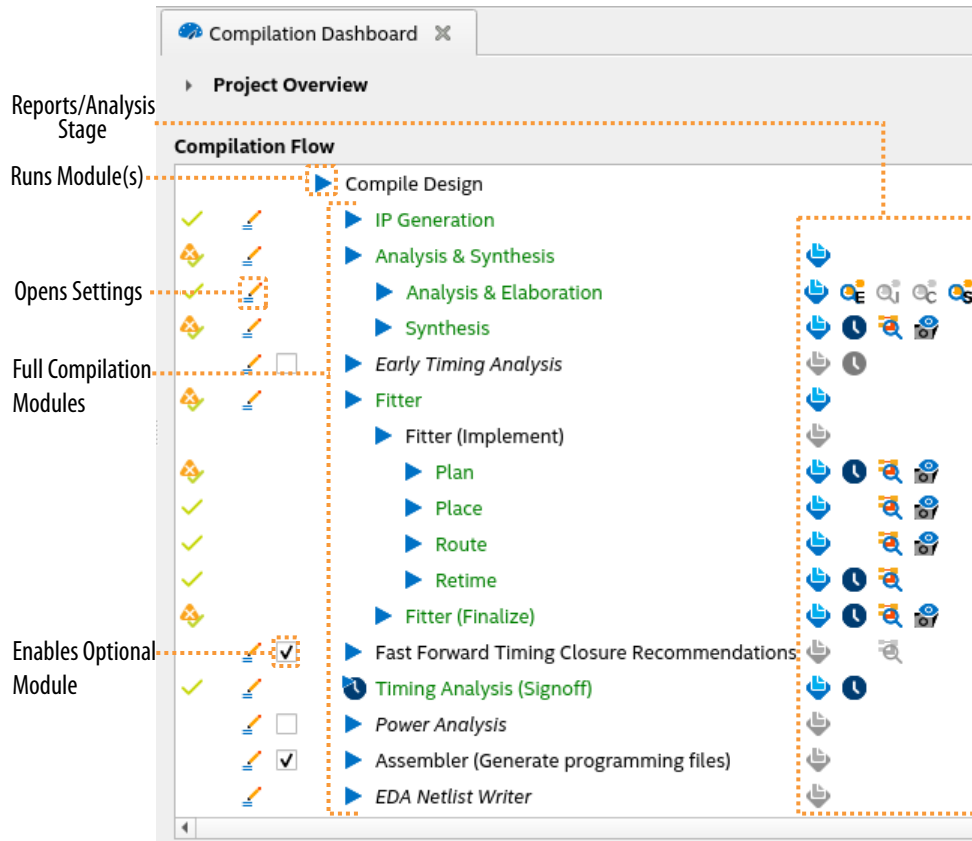 Compilation Dashboard
Project Overview
Reports/Analysis
Stage
Compilation Flow
Runs Module(s)
Compile Design
IP Generation
Analysis & Synthesis
Opens Settings
Analysis & Elaboration
Synthesis
Full Compilation
Modules
Early Timing Analysis
Fitter
Fitter (Implement)
Plan
Place
Route
Retime
Fitter (Finalize)
Enables Optional
Module
Fast Forward Timing Closure Recommendations
Timing Analysis (Signoff)
Power Analysis
Assembler (Generate programming files)
EDA Netlist Writer